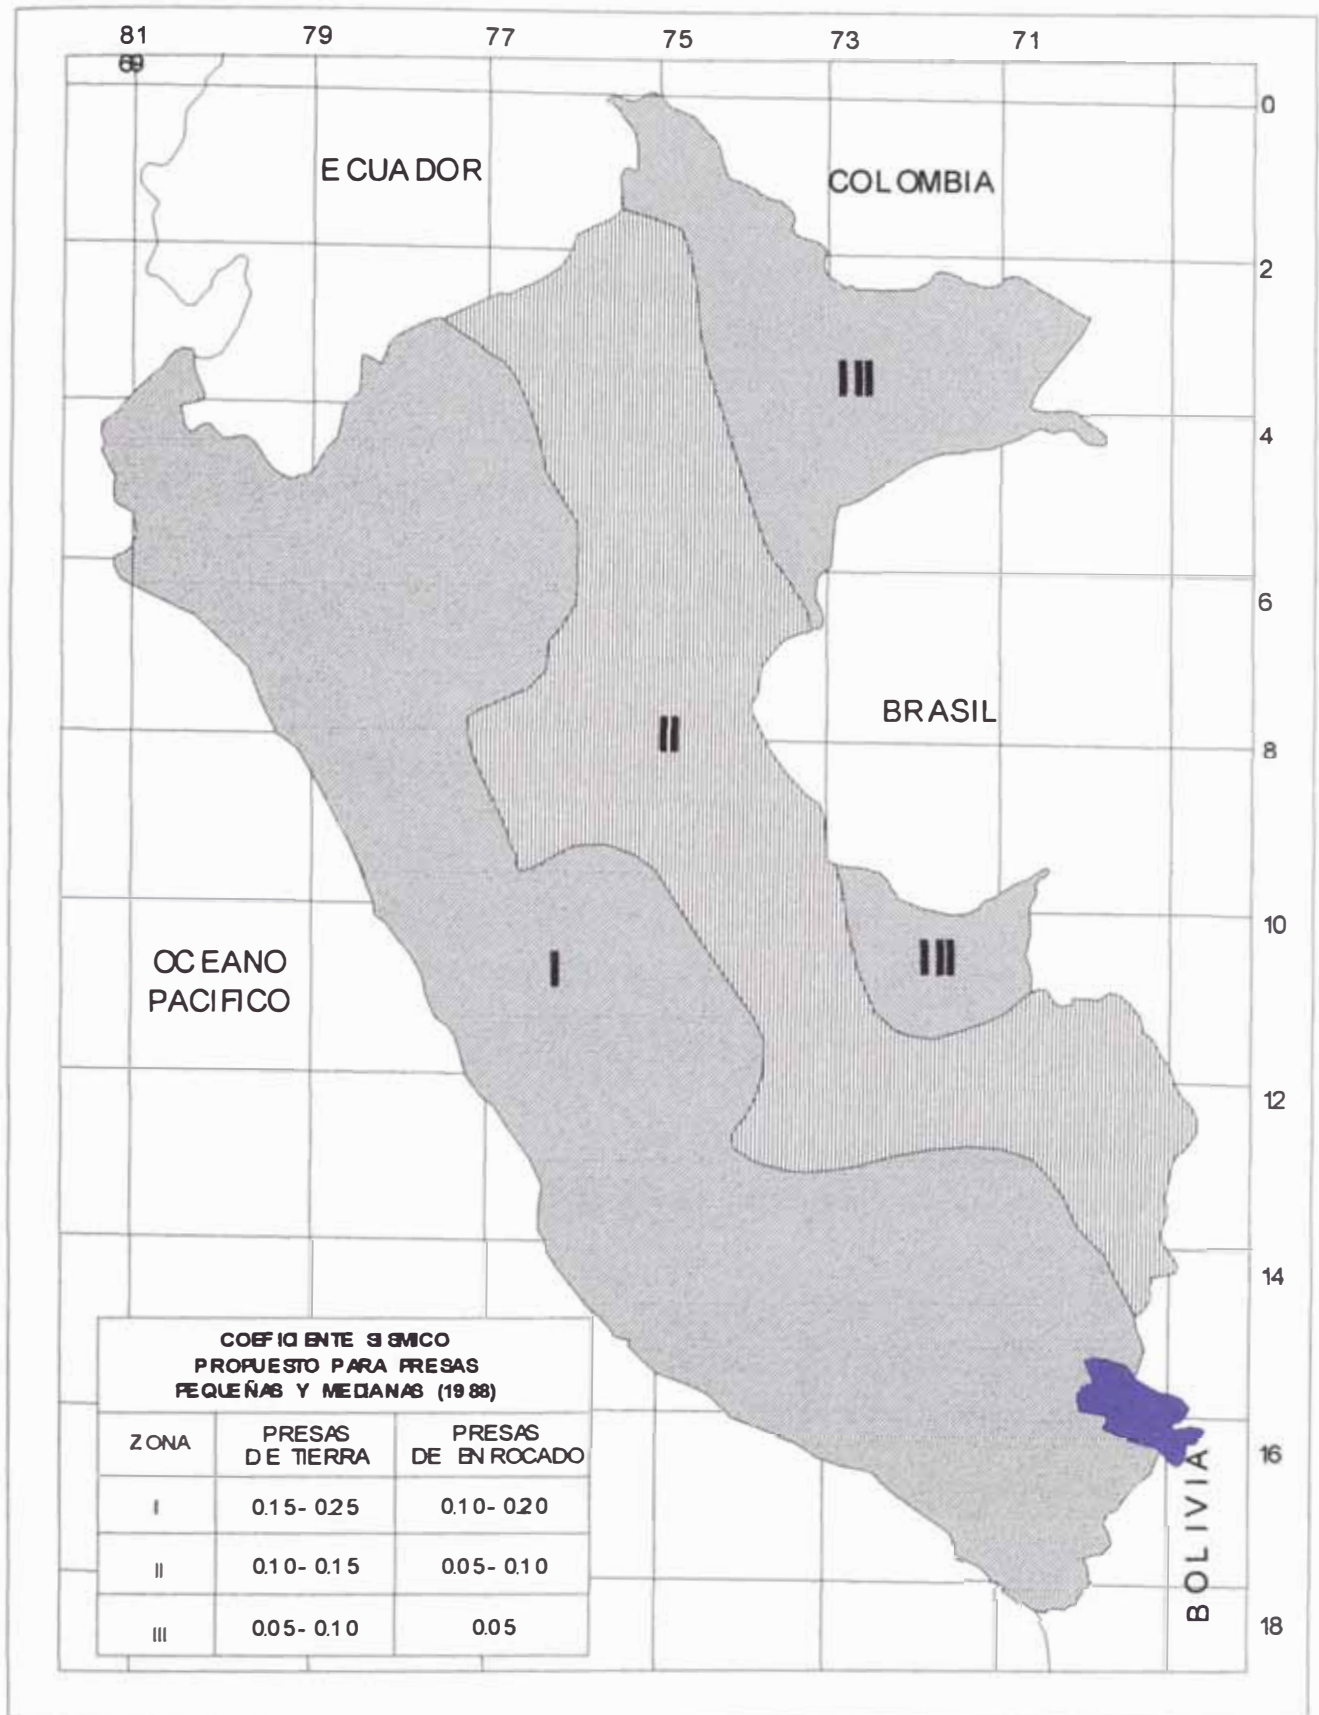 81 79 77 75 73 71
69
0
ECUADOR
COLOMBIA
2
III
4
6
BRASIL
II
8
10
OCEANO
PACIFICO
I
III
12
14
COEFICIENTE SISMICO
PROPUESTO PARA PRESAS
PEQUEÑAS Y MEDIANAS (1988)
ZONA PRESAS DE TIERRA PRESAS DE ENROCADO
I 0.15-0.25 0.10-0.20
II 0.10-0.15 0.05-0.10
III 0.05-0.10 0.05
16
BOLIVIA
18